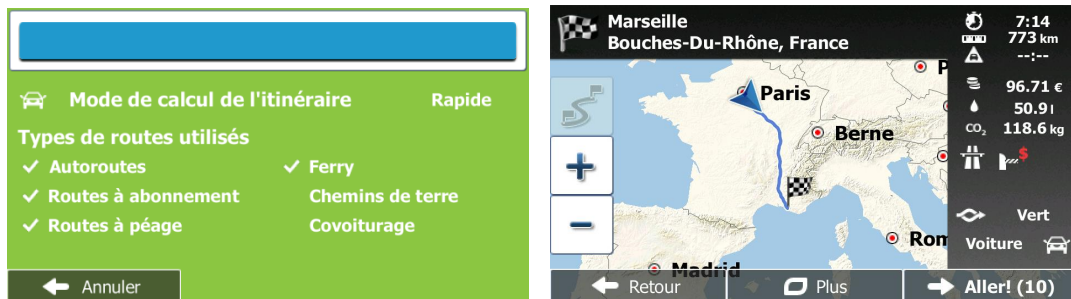 Mode de calcul de l'itinéraire Rapide
Types de routes utilisés
Autoroutes
Ferry
Routes à abonnement
Chemins de terre
Routes à péage
Covoiturage
Annuler
Marseille
Bouches-Du-Rhône, France
7:14
773 km
--:--
96.71 €
50.9 l
CO₂ 118.6 kg
$
Vert
Voiture
P
Paris
Berne
Rom
Madrid
Retour
Plus
Aller! (10)